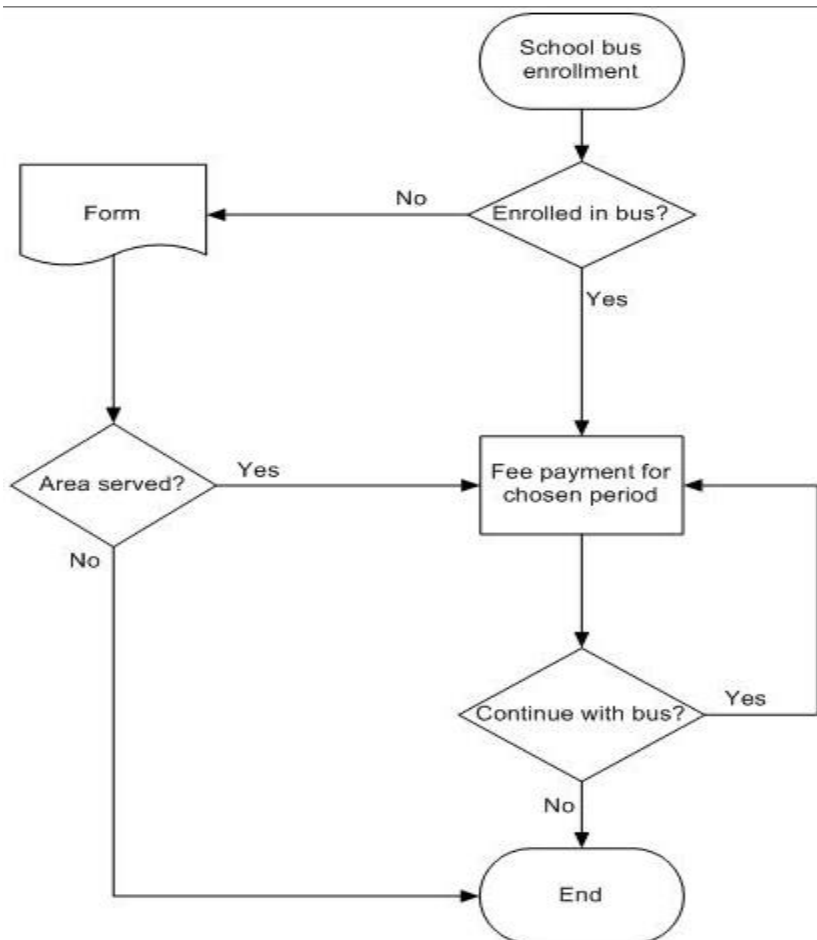 School bus
enrollment
No
Form
Enrolled in bus?
Yes
Area served?
Yes
Fee payment for
chosen period
No
Continue with bus?
Yes
No
End